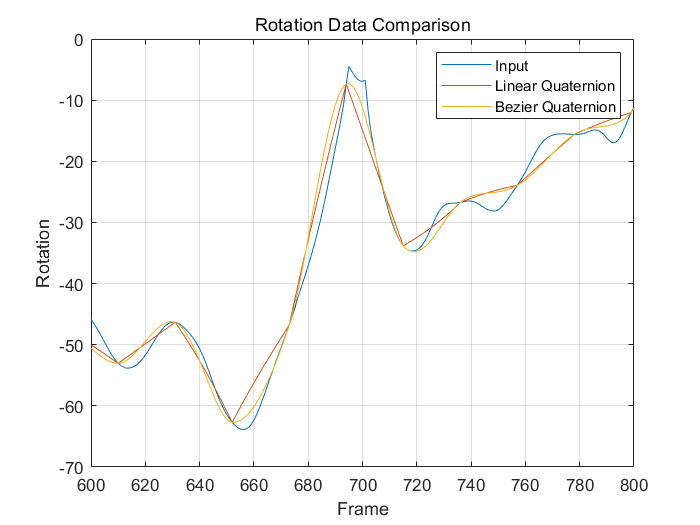 Rotation Data Comparison
Input
Linear Quaternion
Bezier Quaternion
0
-10
-20
-30
-40
-50
-60
-70
Rotation
600 620 640 660 680 700 720 740 760 780 800
Frame